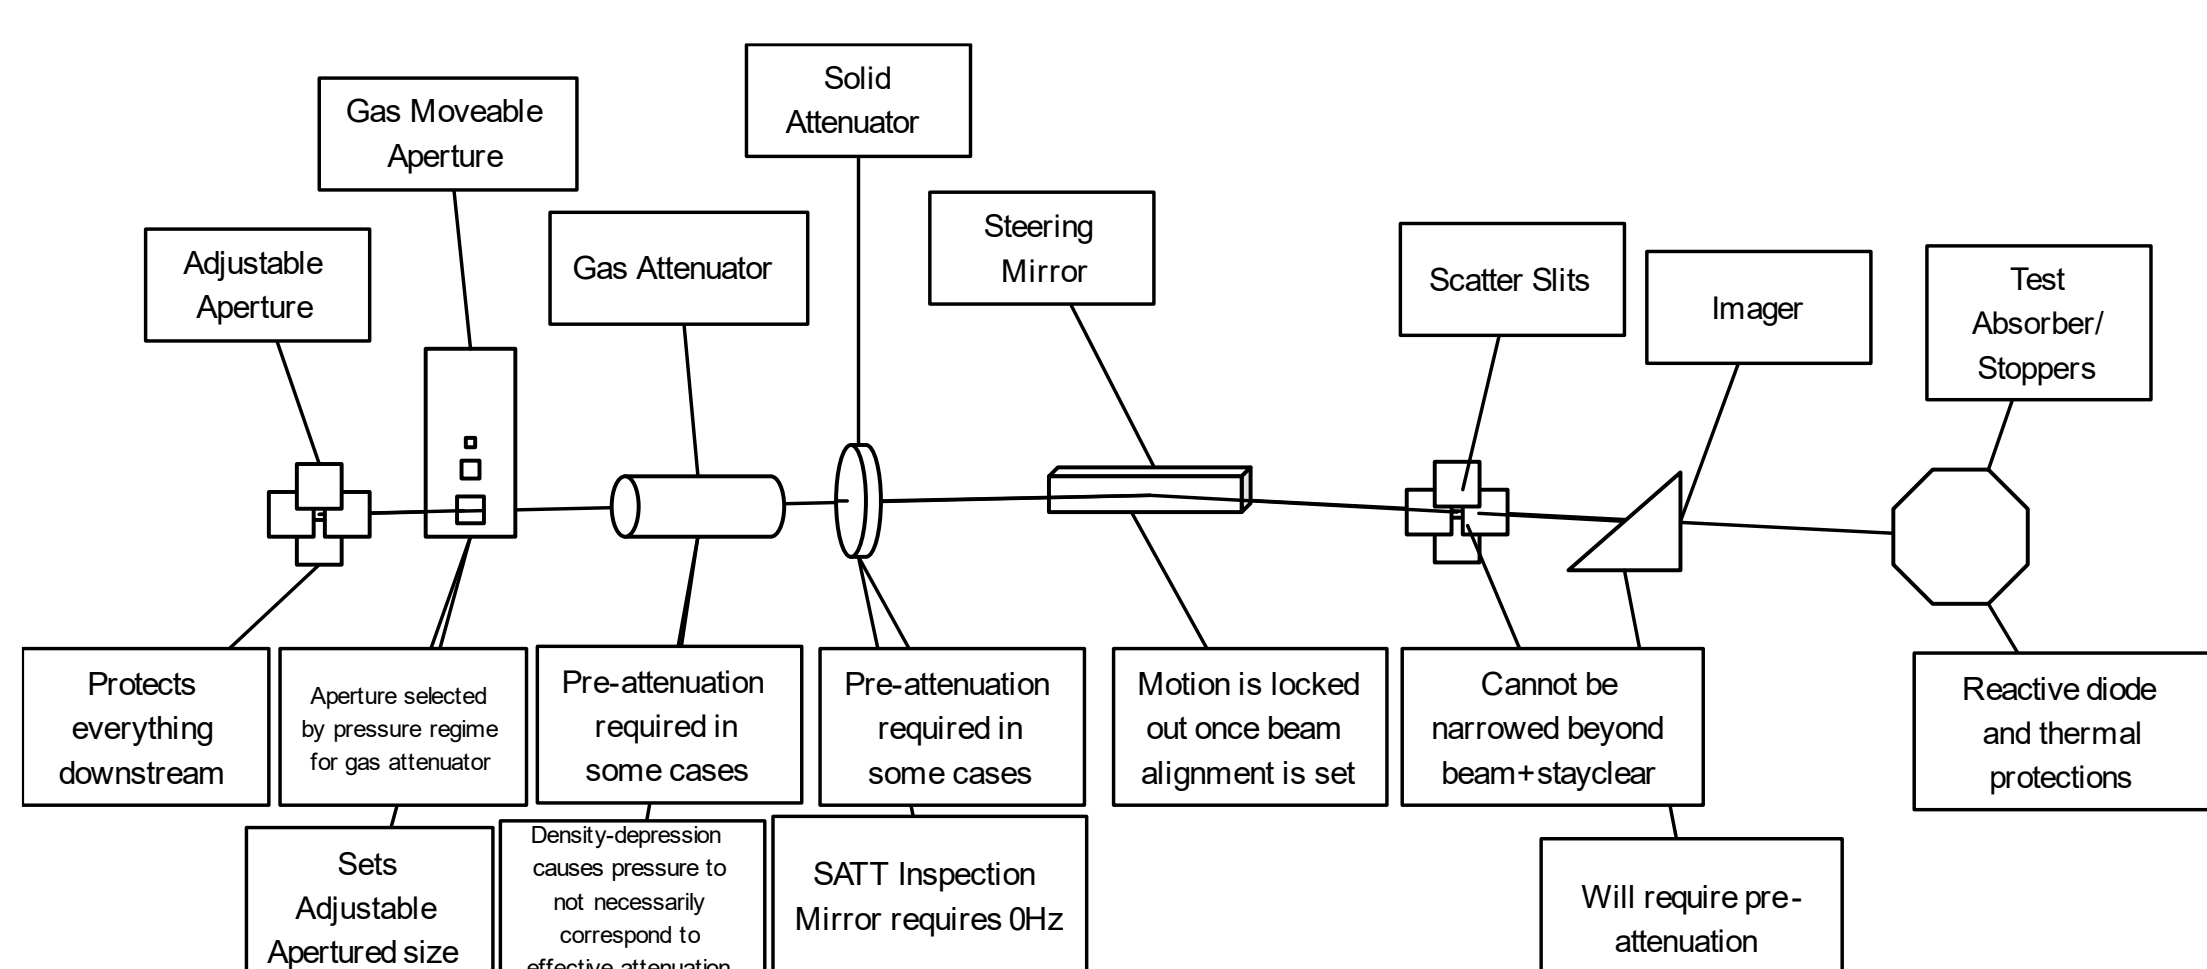 Solid
Attenuator
Gas Moveable
Aperture
Steering
Mirror
Adjustable
Aperture
Gas Attenuator
Scatter Slits
Imager
Test
Absorber/
Stoppers
Protects
everything
downstream
Aperture selected
by pressure regime
for gas attenuator
Pre-attenuation
required in
some cases
Pre-attenuation
required in
some cases
Motion is locked
out once beam
alignment is set
Cannot be
narrowed beyond
beam+stayclear
Reactive diode
and thermal
protections
Sets
Adjustable
Apertured size
Density-depression
causes pressure to
not necessarily
correspond to
effective attenuation
SATT Inspection
Mirror requires 0Hz
Will require pre-
attenuation